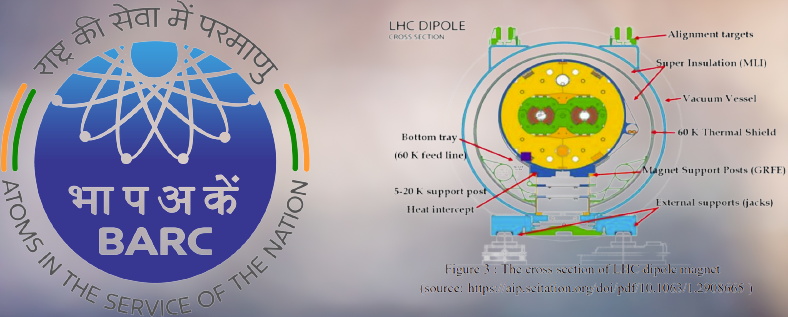 राष्ट्र की सेवा में परमाणु
भा प अ कें
BARC
ATOMS IN THE SERVICE OF THE NATION
LHC DIPOLE
CROSS SECTION
Alignment targets
Super Insulation (MLI)
Vacuum Vessel
Bottom tray
(60 K feed line)
60 K Thermal Shield
Magnet Support Posts (GRFE)
5-20 K support post
Heat intercept
External supports (jacks)
Figure 3 : The cross section of LHC dipole magnet
(source: https://aip.scitation.org/doi/pdf/10.1063/1.2908665 )